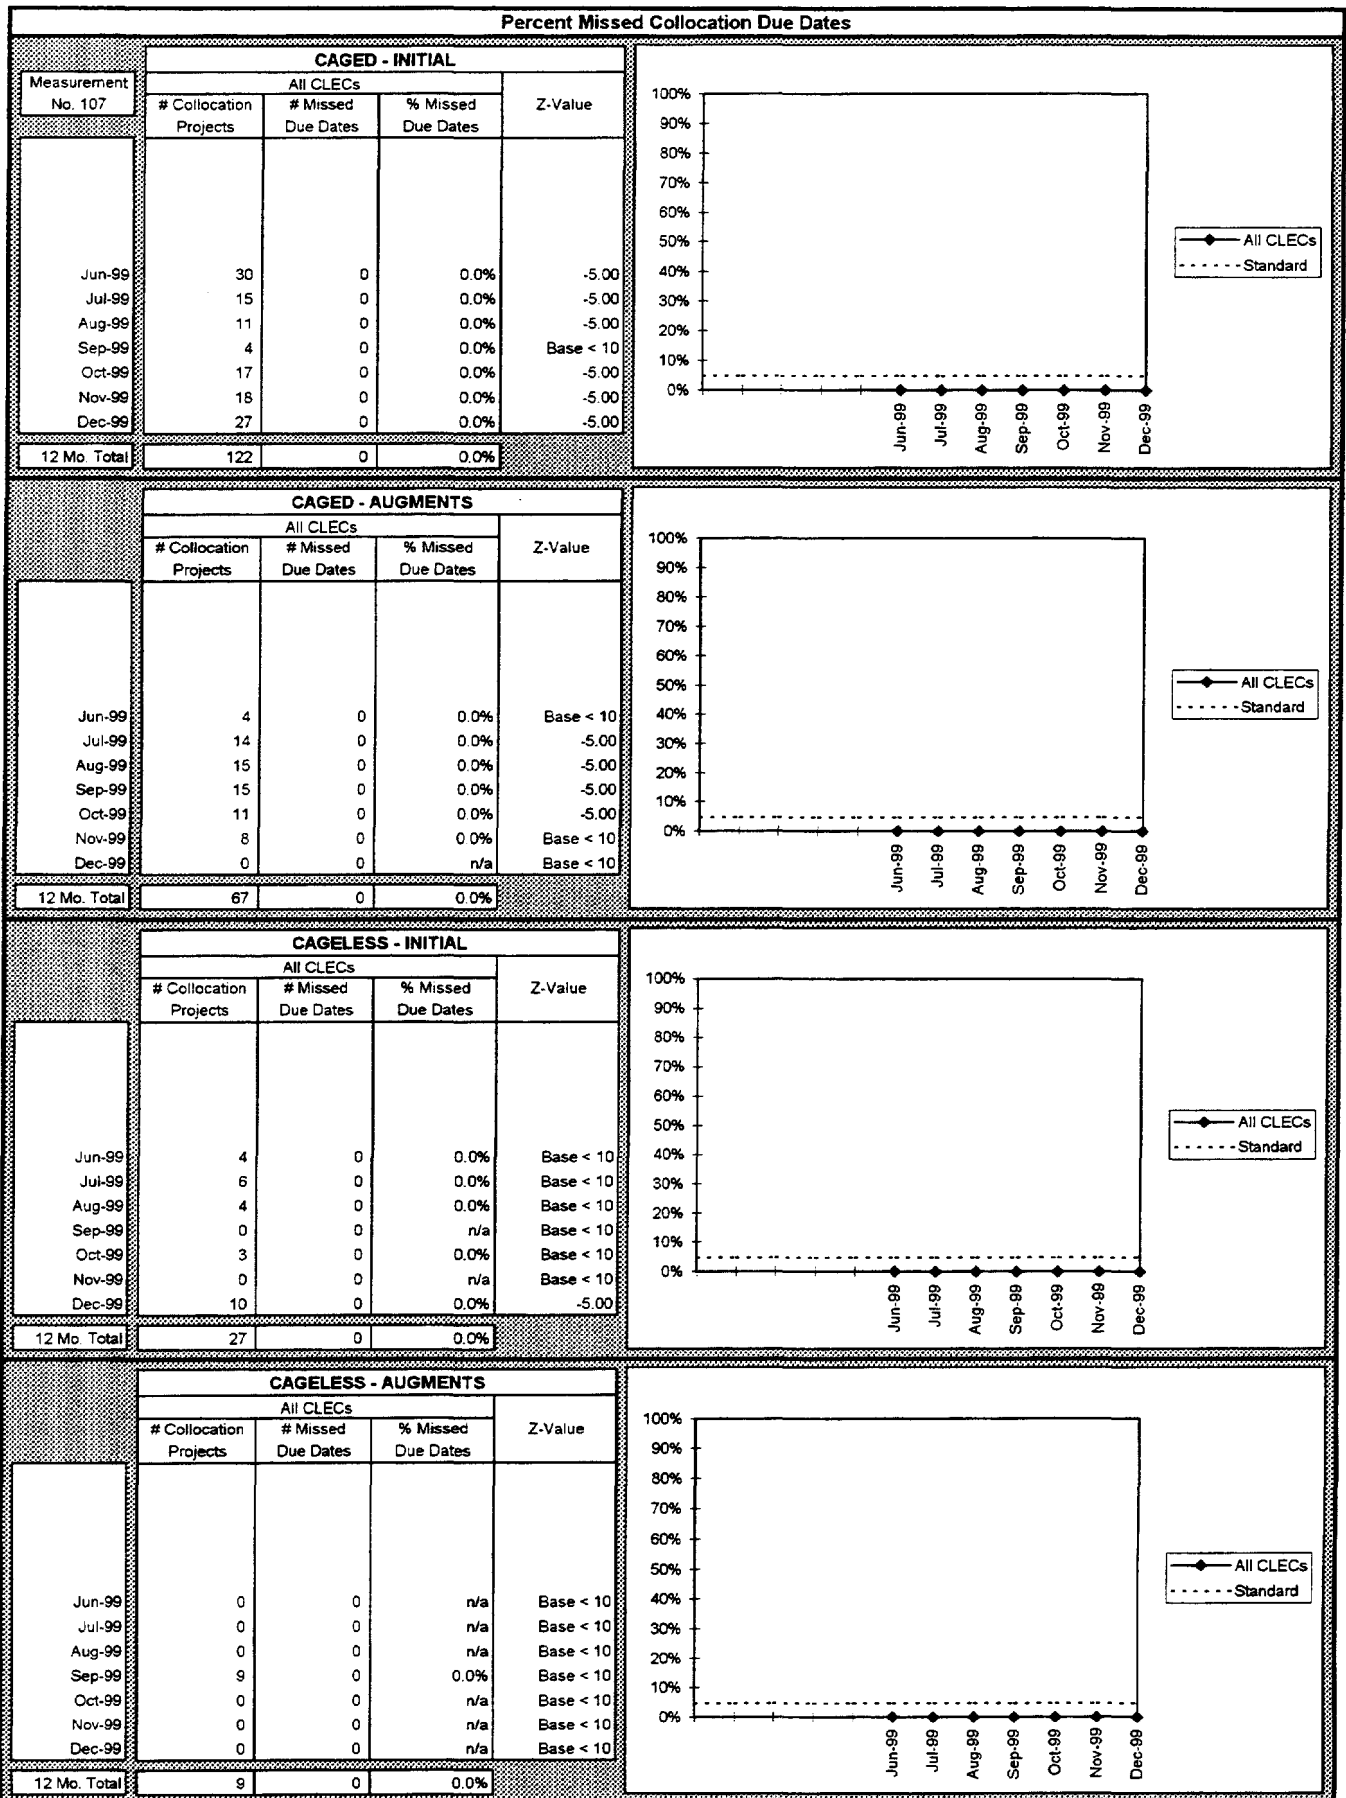 Percent Missed Collocation Due Dates
CAGED - INITIAL
Measurement
No. 107
All CLECs
# Collocation # Missed % Missed Z-Value
Projects Due Dates Due Dates
Jun-99 30 0 0.0% -5.00
Jul-99 15 0 0.0% -5.00
Aug-99 11 0 0.0% -5.00
Sep-99 4 0 0.0% Base < 10
Oct-99 17 0 0.0% -5.00
Nov-99 18 0 0.0% -5.00
Dec-99 27 0 0.0% -5.00
12 Mo. Total 122 0 0.0%
100%
90%
80%
70%
60%
50%
40%
30%
20%
10%
0%
Jun-99 Jul-99 Aug-99 Sep-99 Oct-99 Nov-99 Dec-99
All CLECs
Standard
CAGED - AUGMENTS
All CLECs
# Collocation # Missed % Missed Z-Value
Projects Due Dates Due Dates
Jun-99 4 0 0.0% Base < 10
Jul-99 14 0 0.0% -5.00
Aug-99 15 0 0.0% -5.00
Sep-99 15 0 0.0% -5.00
Oct-99 11 0 0.0% -5.00
Nov-99 8 0 0.0% Base < 10
Dec-99 0 0 n/a Base < 10
12 Mo. Total 67 0 0.0%
100%
90%
80%
70%
60%
50%
40%
30%
20%
10%
0%
Jun-99 Jul-99 Aug-99 Sep-99 Oct-99 Nov-99 Dec-99
All CLECs
Standard
CAGELESS - INITIAL
All CLECs
# Collocation # Missed % Missed Z-Value
Projects Due Dates Due Dates
Jun-99 4 0 0.0% Base < 10
Jul-99 6 0 0.0% Base < 10
Aug-99 4 0 0.0% Base < 10
Sep-99 0 0 n/a Base < 10
Oct-99 3 0 0.0% Base < 10
Nov-99 0 0 n/a Base < 10
Dec-99 10 0 0.0% -5.00
12 Mo. Total 27 0 0.0%
100%
90%
80%
70%
60%
50%
40%
30%
20%
10%
0%
Jun-99 Jul-99 Aug-99 Sep-99 Oct-99 Nov-99 Dec-99
All CLECs
Standard
CAGELESS - AUGMENTS
All CLECs
# Collocation # Missed % Missed Z-Value
Projects Due Dates Due Dates
Jun-99 0 0 n/a Base < 10
Jul-99 0 0 n/a Base < 10
Aug-99 0 0 n/a Base < 10
Sep-99 9 0 0.0% Base < 10
Oct-99 0 0 n/a Base < 10
Nov-99 0 0 n/a Base < 10
Dec-99 0 0 n/a Base < 10
12 Mo. Total 9 0 0.0%
100%
90%
80%
70%
60%
50%
40%
30%
20%
10%
0%
Jun-99 Jul-99 Aug-99 Sep-99 Oct-99 Nov-99 Dec-99
All CLECs
Standard